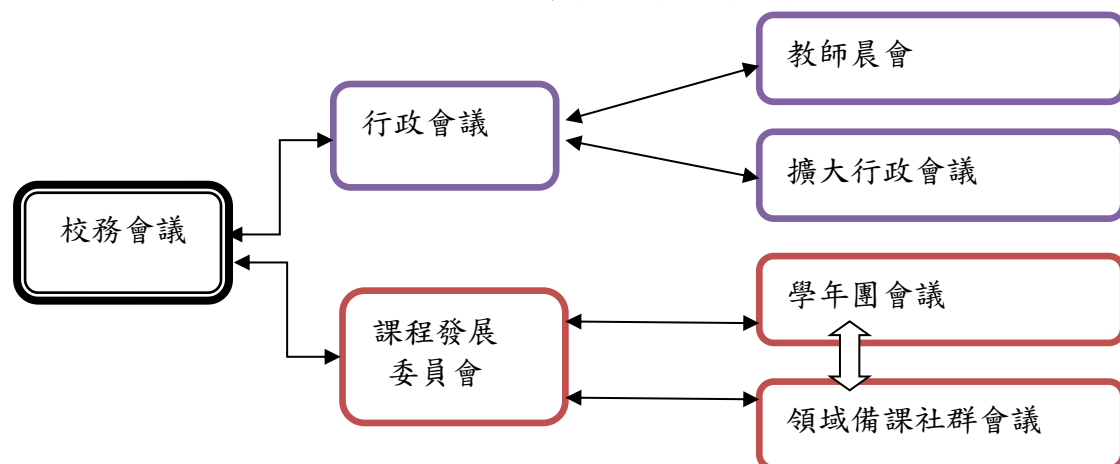 教師晨會
行政會議
擴大行政會議
校務會議
學年團會議
課程發展
委員會
領域備課社群會議